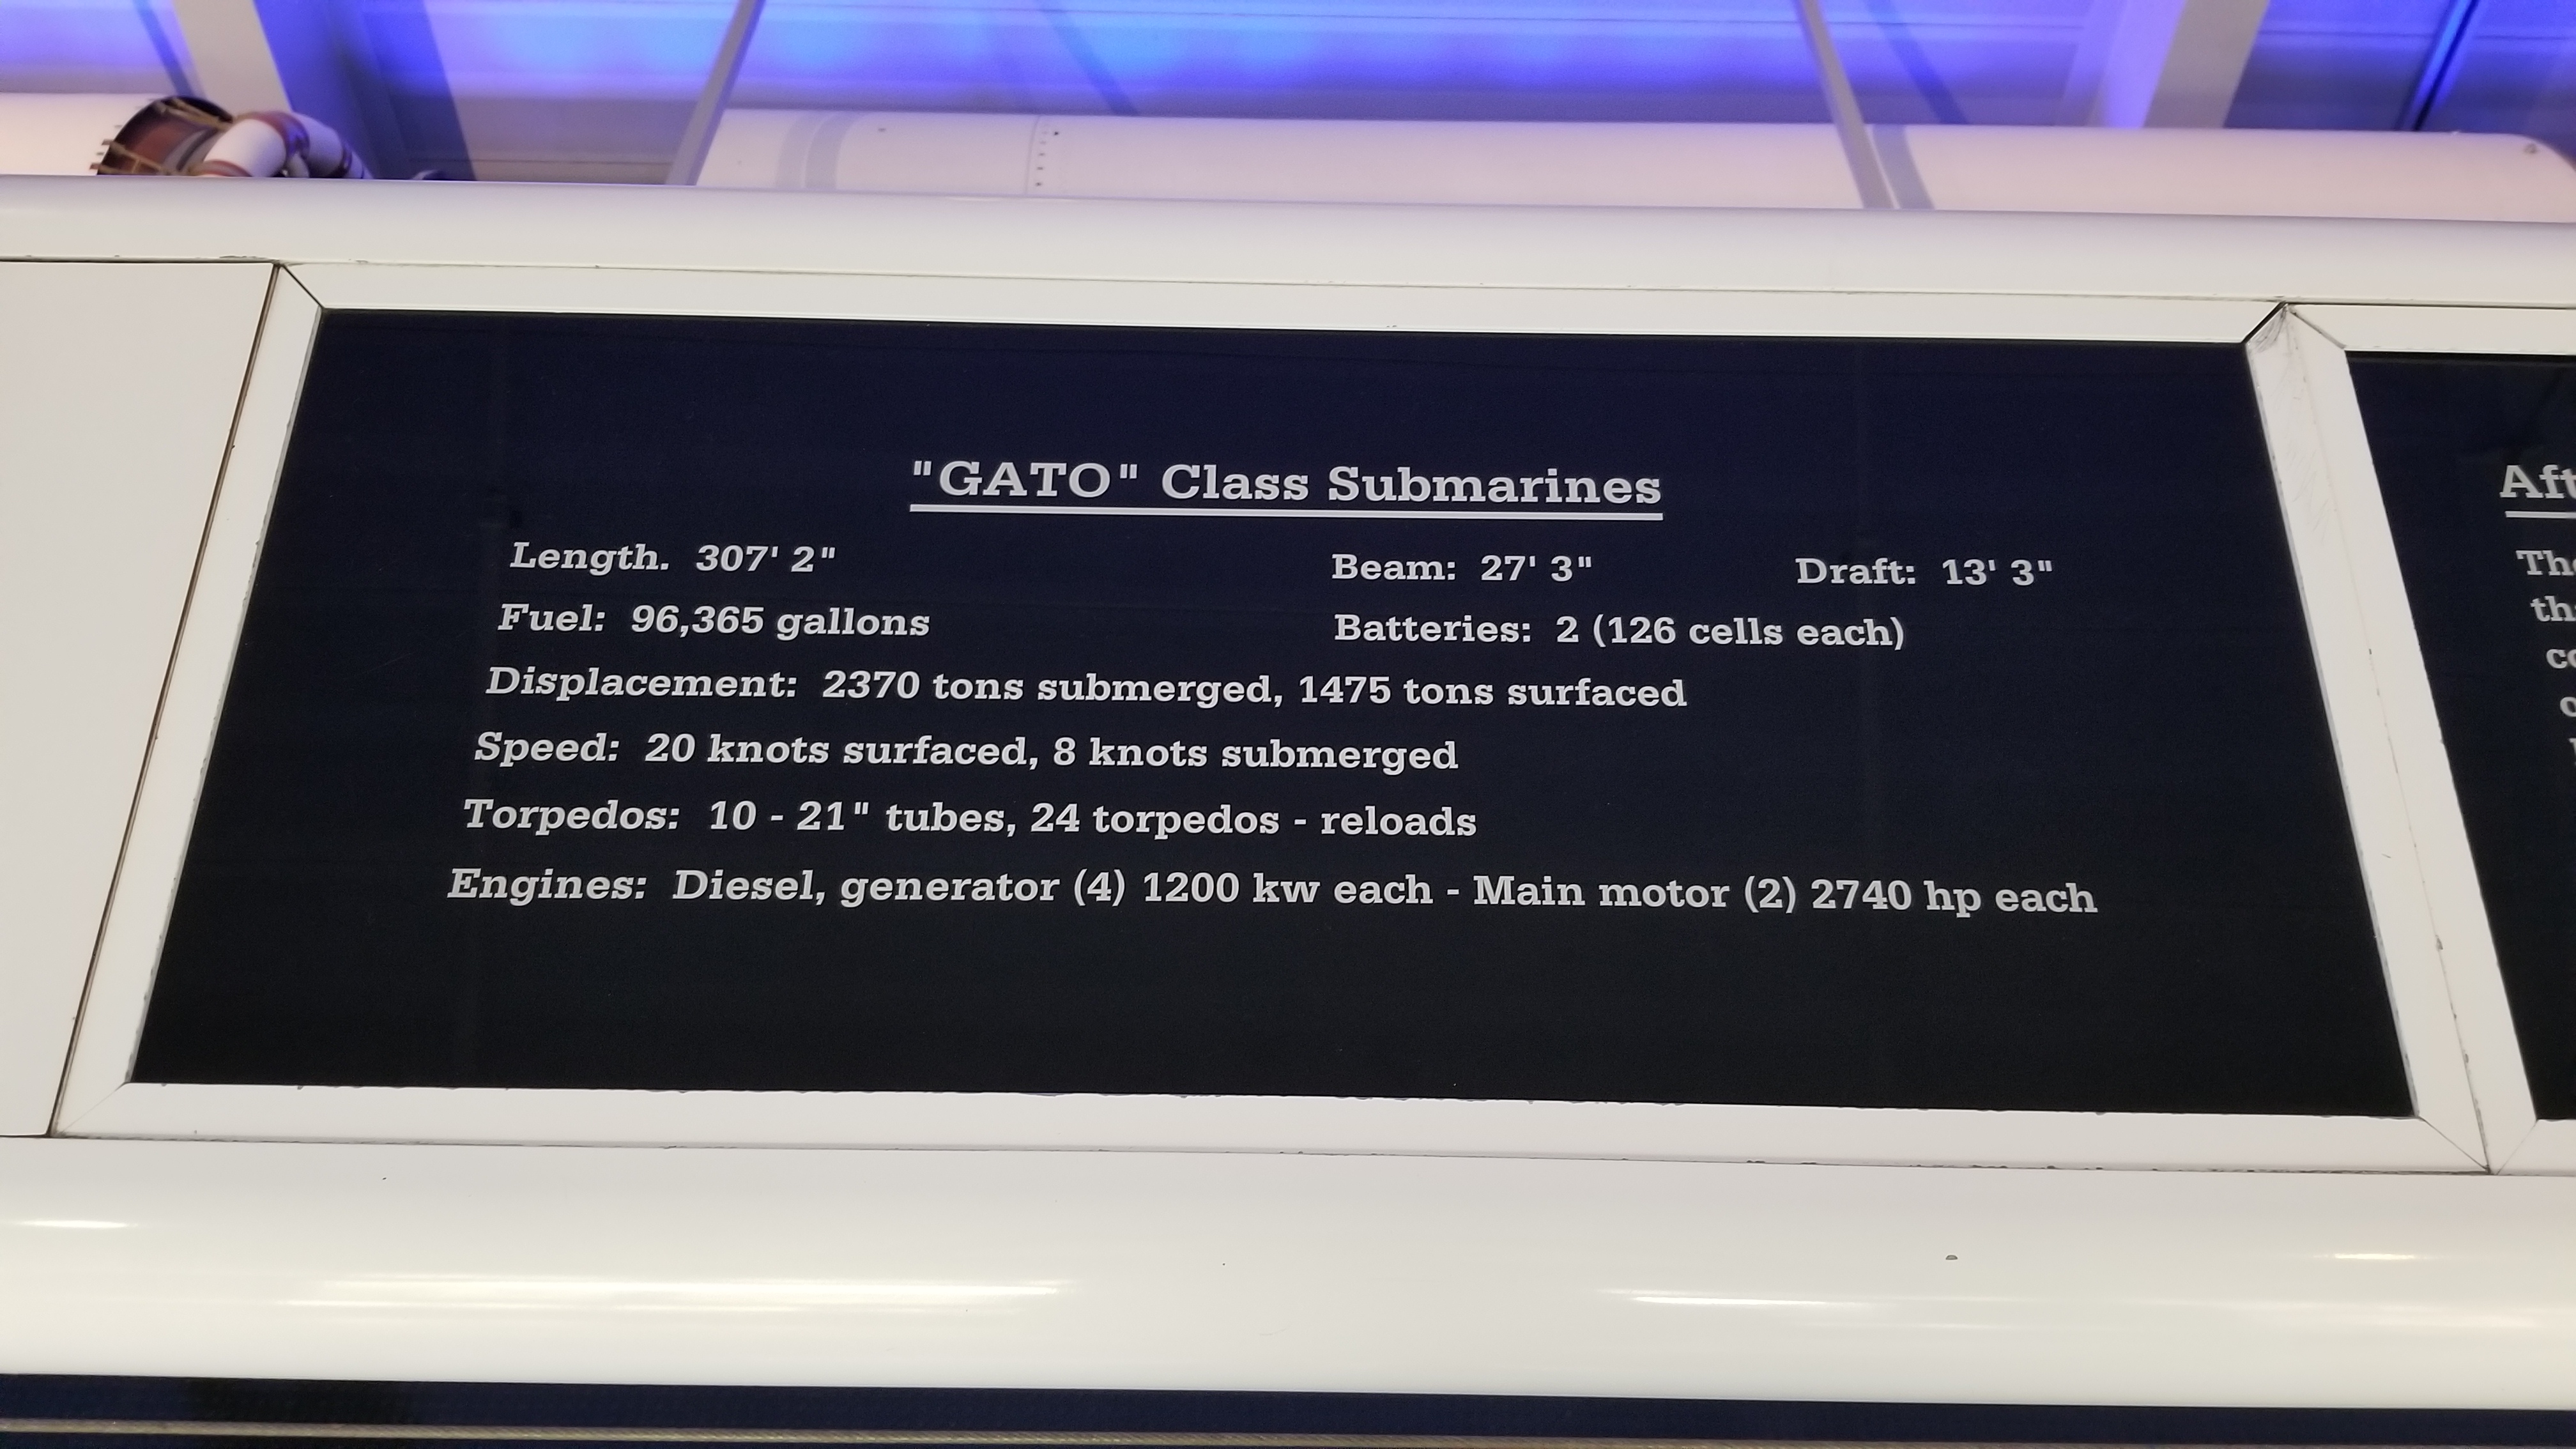 "GATO" Class Submarines
Length. 307' 2" Beam: 27' 3" Draft: 13' 3"
Fuel: 96,365 gallons Batteries: 2 (126 cells each)
Displacement: 2370 tons submerged, 1475 tons surfaced
Speed: 20 knots surfaced, 8 knots submerged
Torpedos: 10 - 21" tubes, 24 torpedos - reloads
Engines: Diesel, generator (4) 1200 kw each - Main motor (2) 2740 hp each